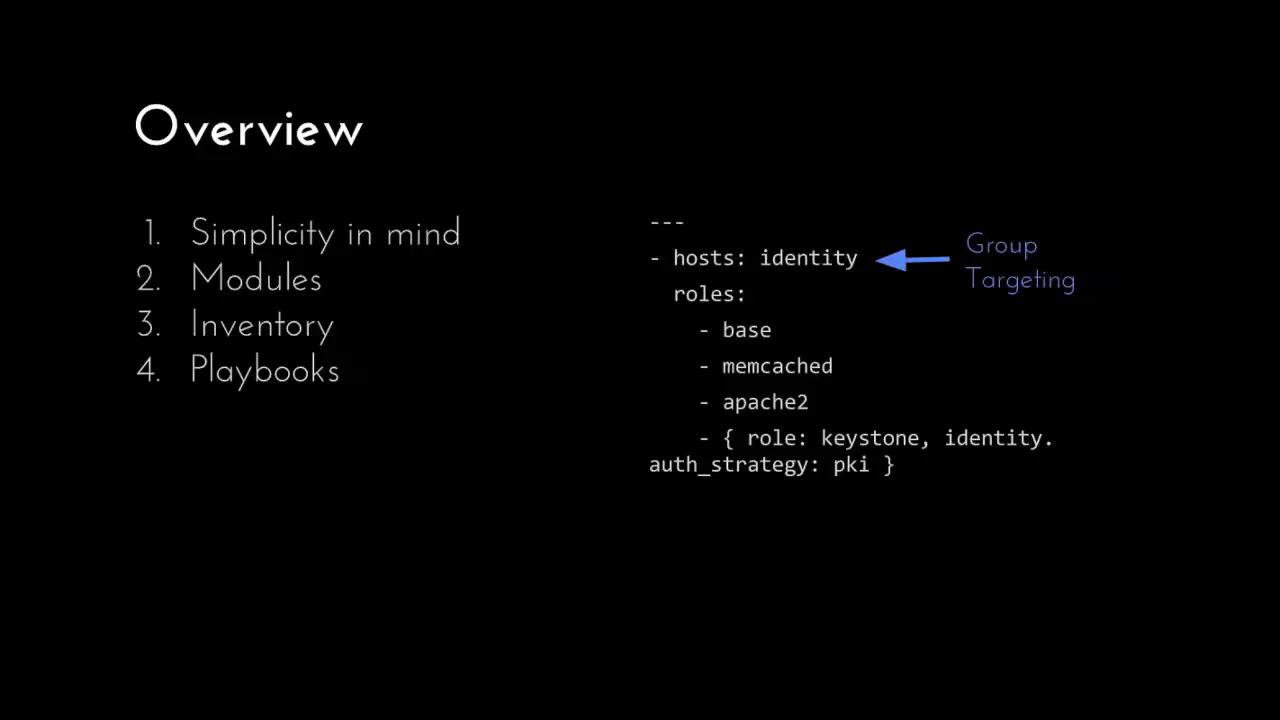 Overview
1. Simplicity in mind
2. Modules
3. Inventory
4. Playbooks
---
- hosts: identity
roles:
- base
- memcached
- apache2
- { role: keystone, identity.
auth_strategy: pki }
Group
Targeting